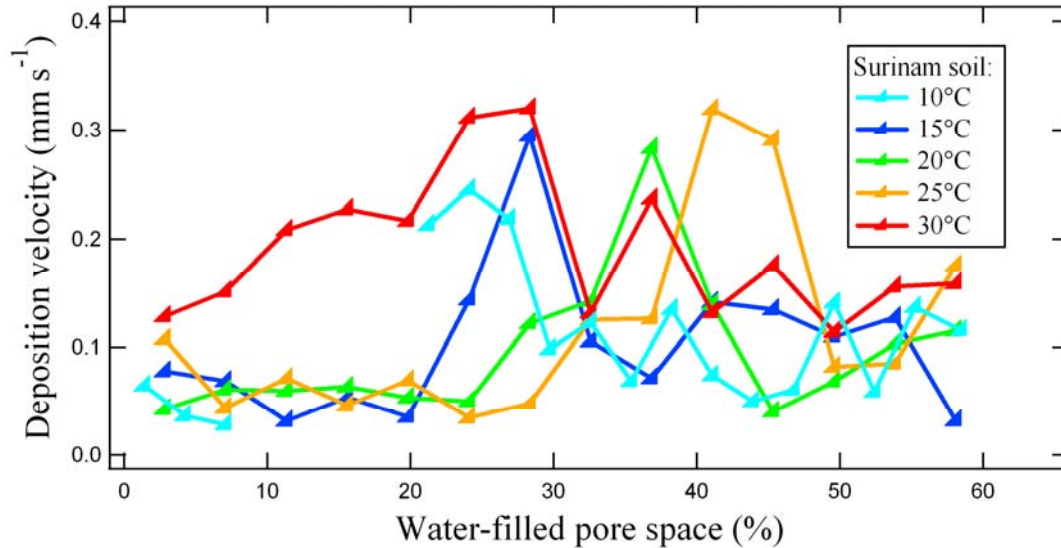 0.4
0.3
0.2
0.1
0.0
Deposition velocity (mm s⁻¹)
Surinam soil:
10°C
15°C
20°C
25°C
30°C
0 10 20 30 40 50 60
Water-filled pore space (%)